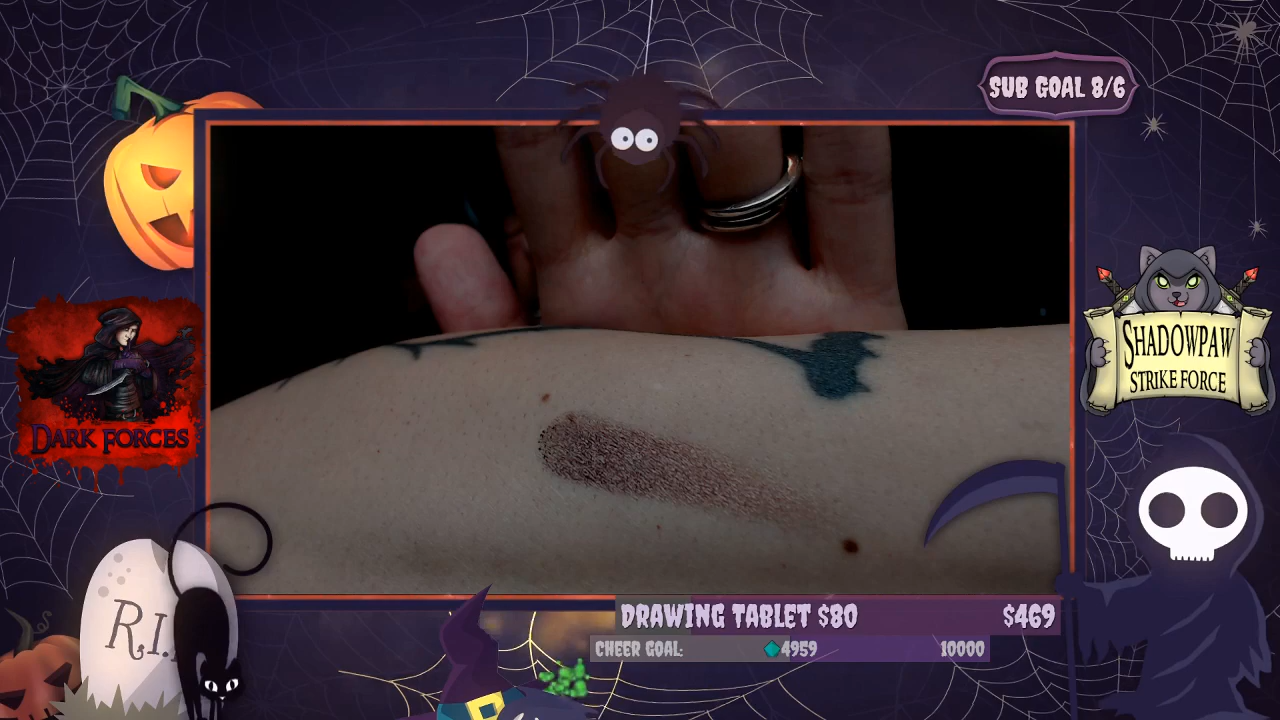 SUB GOAL 8/6
SHADOWPAW
STRIKE FORCE
DARK FORCES
R.I.
DRAWING TABLET $80 $469
CHEER GOAL: 4959 10000